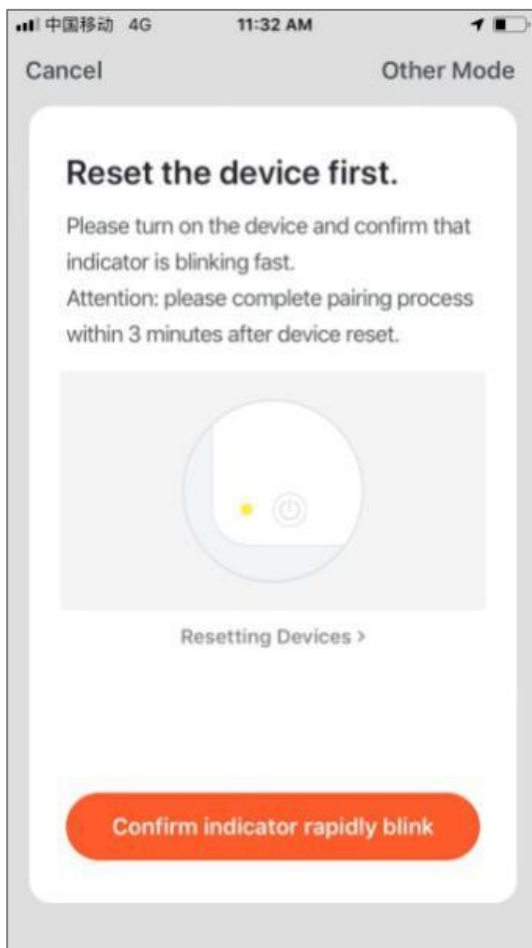 中国移动 4G 11:32 AM
Cancel Other Mode
Reset the device first.
Please turn on the device and confirm that
indicator is blinking fast.
Attention: please complete pairing process
within 3 minutes after device reset.
Resetting Devices >
Confirm indicator rapidly blink